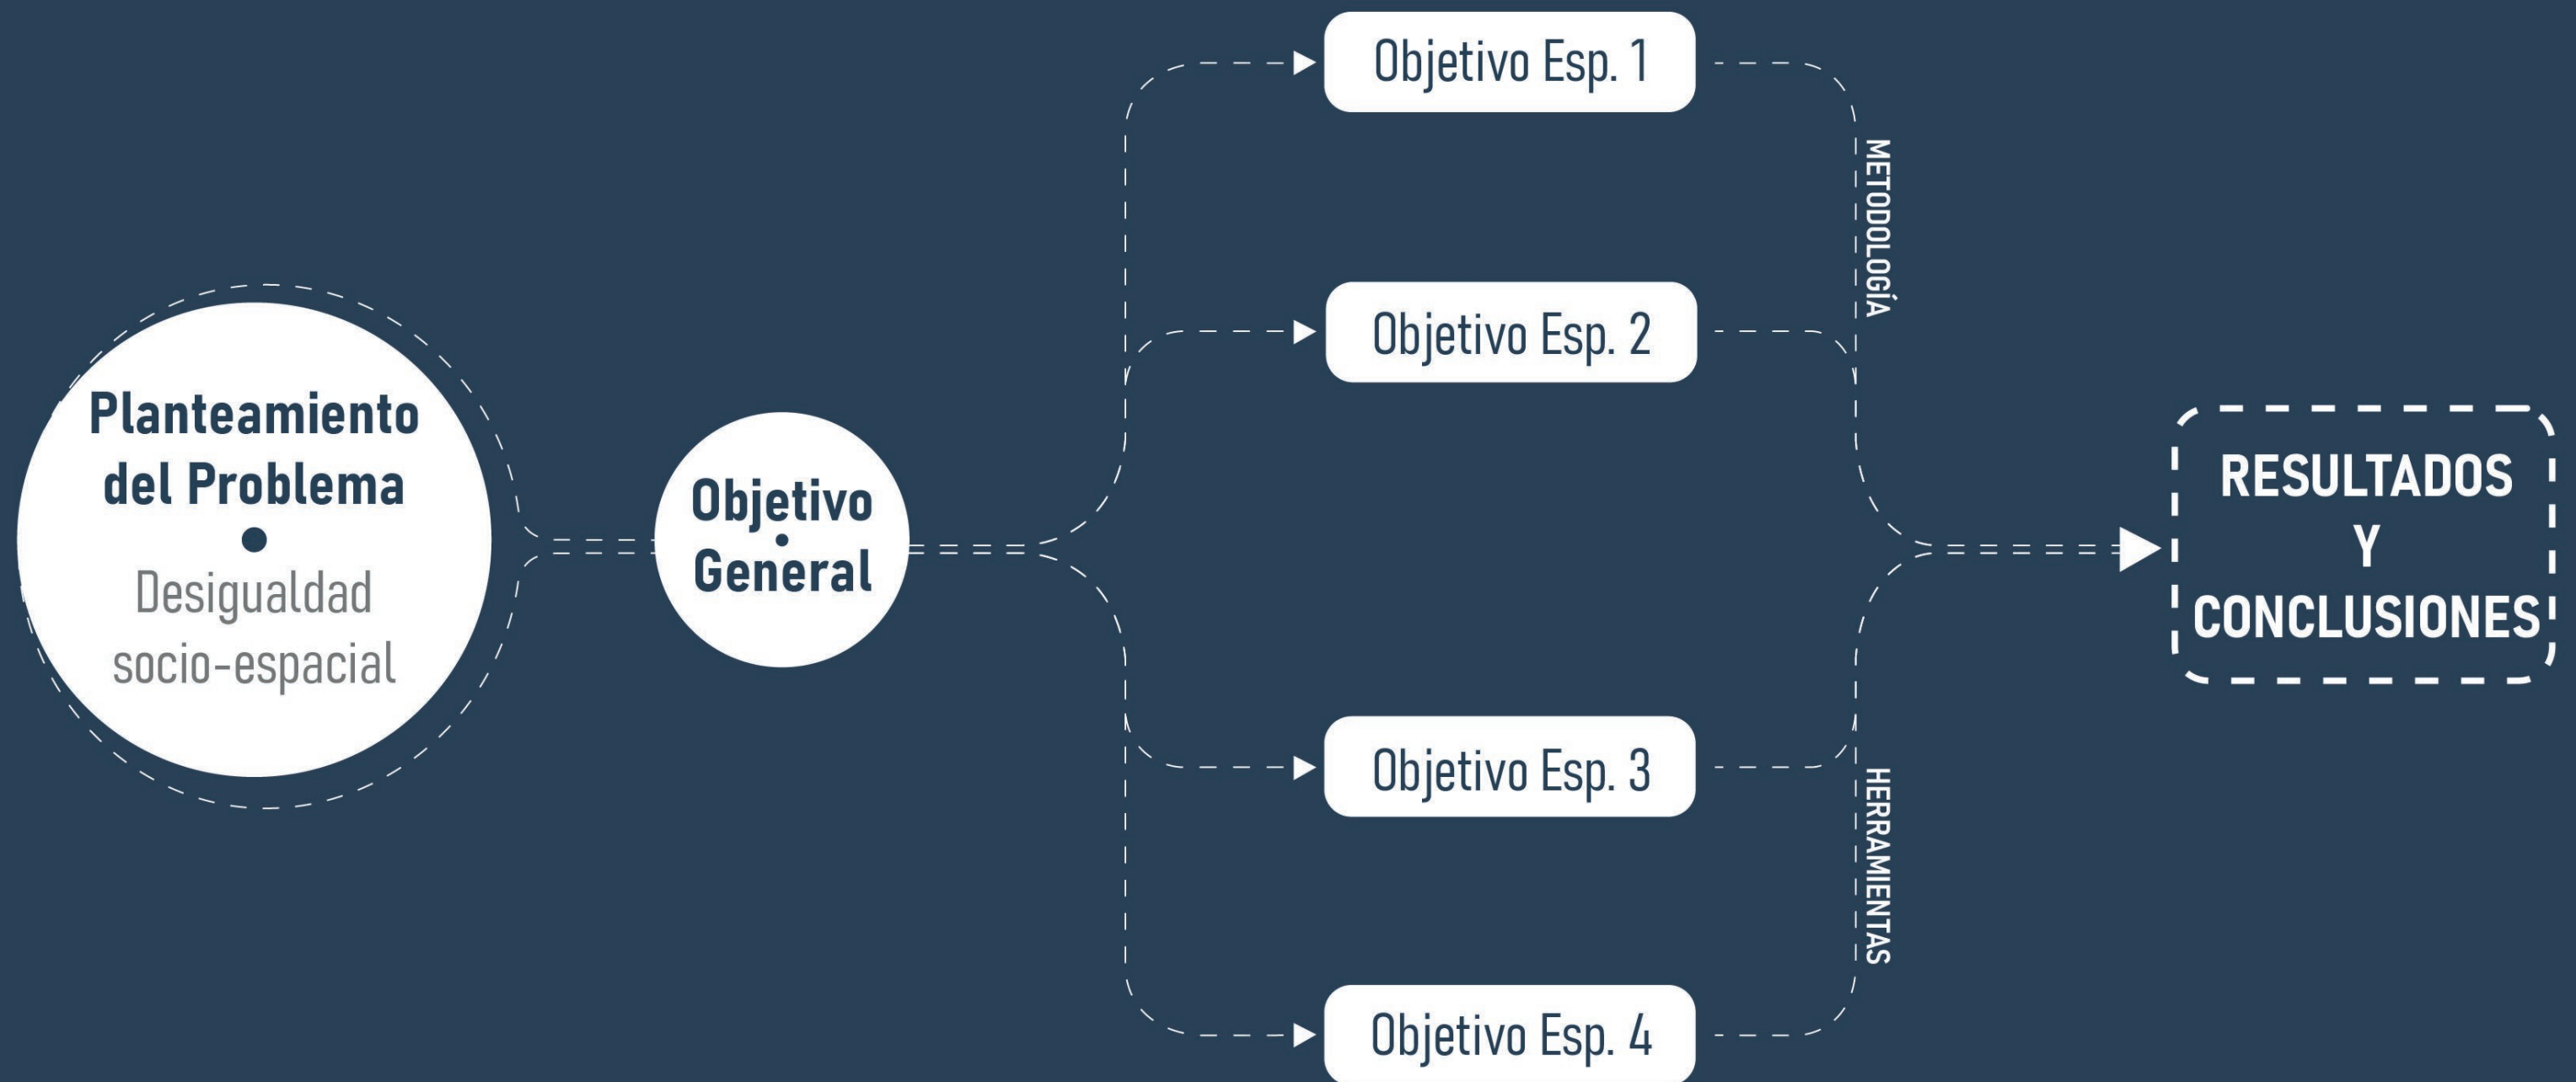 Planteamiento
del Problema
Desigualdad
socio-espacial
Objetivo
General
Objetivo Esp. 1
Objetivo Esp. 2
Objetivo Esp. 3
Objetivo Esp. 4
METODOLOGÍA
HERRAMIENTAS
RESULTADOS
Y
CONCLUSIONES